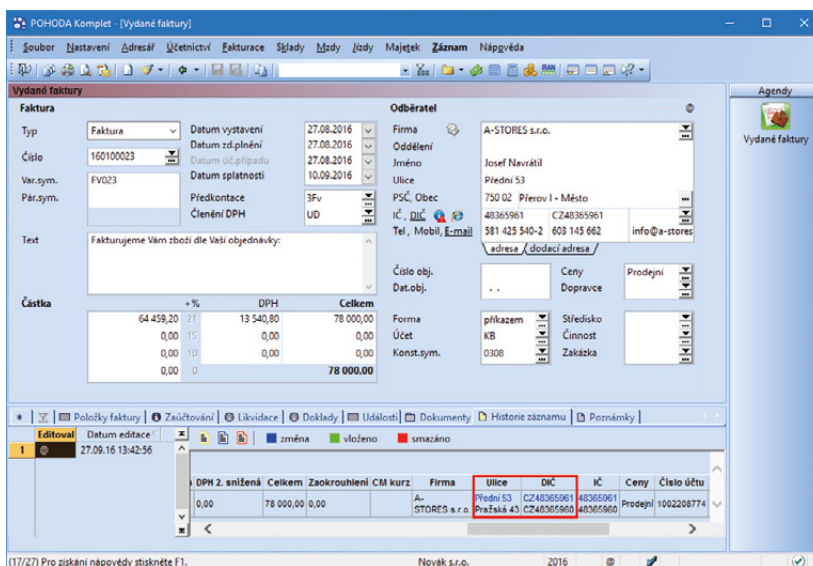 POHODA Komplet - [Vydané faktury]
Soubor Nastavení Adresář Účetnictví Fakturace Sklady Mzdy Jízdy Majetek Záznam Nápověda
Vydané faktury
Agendy
Vydané faktury
Faktura
Typ Faktura
Číslo 160100023
Var.sym. FV023
Pár.sym.
Datum vystavení 27.08.2016
Datum zd.plnění 27.08.2016
Datum úč.případu 27.08.2016
Datum splatnosti 10.09.2016
Předkontace 3Fv
Členění DPH UD
Text Fakturujeme Vám zboží dle Vaší objednávky:
Částka +% DPH Celkem
64 459,20 21 13 540,80 78 000,00
0,00 15 0,00 0,00
0,00 10 0,00 0,00
0,00 0 78 000.00
Odběratel @
Firma A-STORES s.r.o.
Oddělení
Jméno Josef Navrátil
Ulice Přední 53
PSČ, Obec 750 02 Přerov I - Město
IČ, DIČ 48365961 CZ48365961
Tel , Mobil, E-mail 581 425 540-2 603 145 662 info@a-stores
adresa dodací adresa
Číslo obj. Ceny Prodejní
Dat.obj. . . Dopravce
Forma příkazem Středisko
Účet KB Činnost
Konst.sym. 0308 Zakázka
* Položky faktury Zaúčtování Likvidace Doklady Události Dokumenty Historie záznamu Poznámky
Editoval Datum editace
1 @ 27.09.16 13:42:56
změna vloženo smazáno
DPH 2. snížená Celkem Zaokrouhlení CM kurz Firma Ulice DIČ IČ Ceny Číslo účtu
0,00 78 000,00 0,00 A-STORES s.r.o. Přední 53 CZ48365961 48365961 Prodejní 1002208774
Pražská 43 CZ48365960 48365960
(17/27) Pro získání nápovědy stiskněte F1. Novák s.r.o. 2016 @